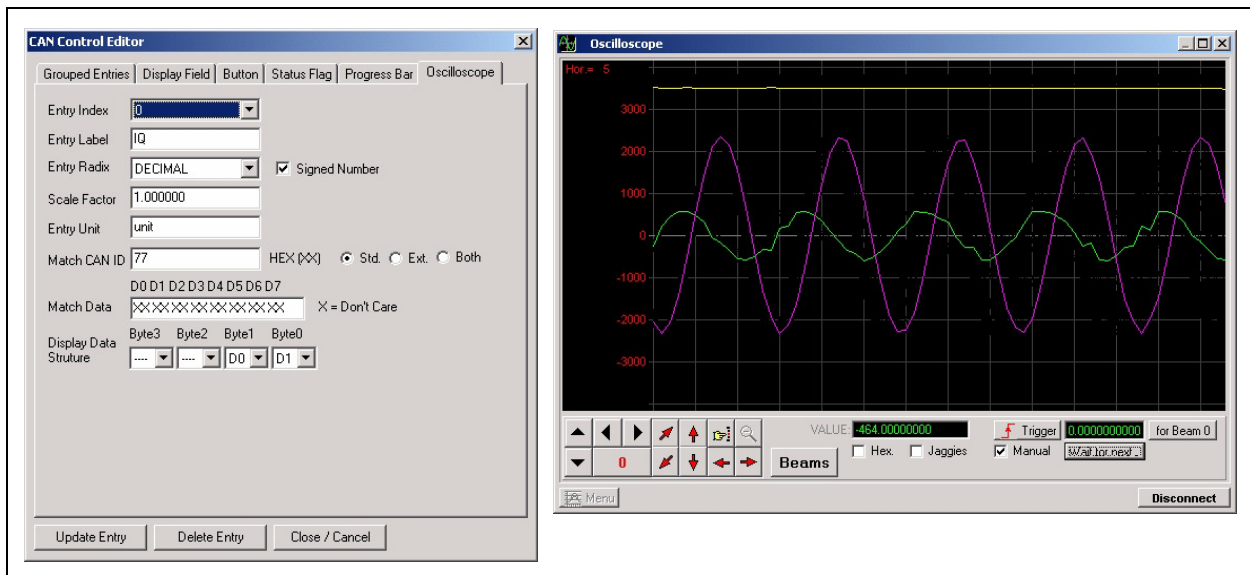 CAN Control Editor
Grouped Entries Display Field Button Status Flag Progress Bar Oscilloscope
Entry Index 0
Entry Label IQ
Entry Radix DECIMAL Signed Number
Scale Factor 1.000000
Entry Unit unit
Match CAN ID 77 HEX (XX) Std. Ext. Both
D0 D1 D2 D3 D4 D5 D6 D7
Match Data XXXXXXXXXXXXXXXX X = Don't Care
Byte3 Byte2 Byte1 Byte0
Display Data
Struture ---- ---- D0 D1
Update Entry Delete Entry Close / Cancel
Oscilloscope
Hor.= 5
3000
2000
1000
0
-1000
-2000
-3000
VALUE: -464.00000000 Trigger 0.0000000000 for Beam 0
Hex. Jaggies Manual Wait for next
0 Beams
Menu Disconnect